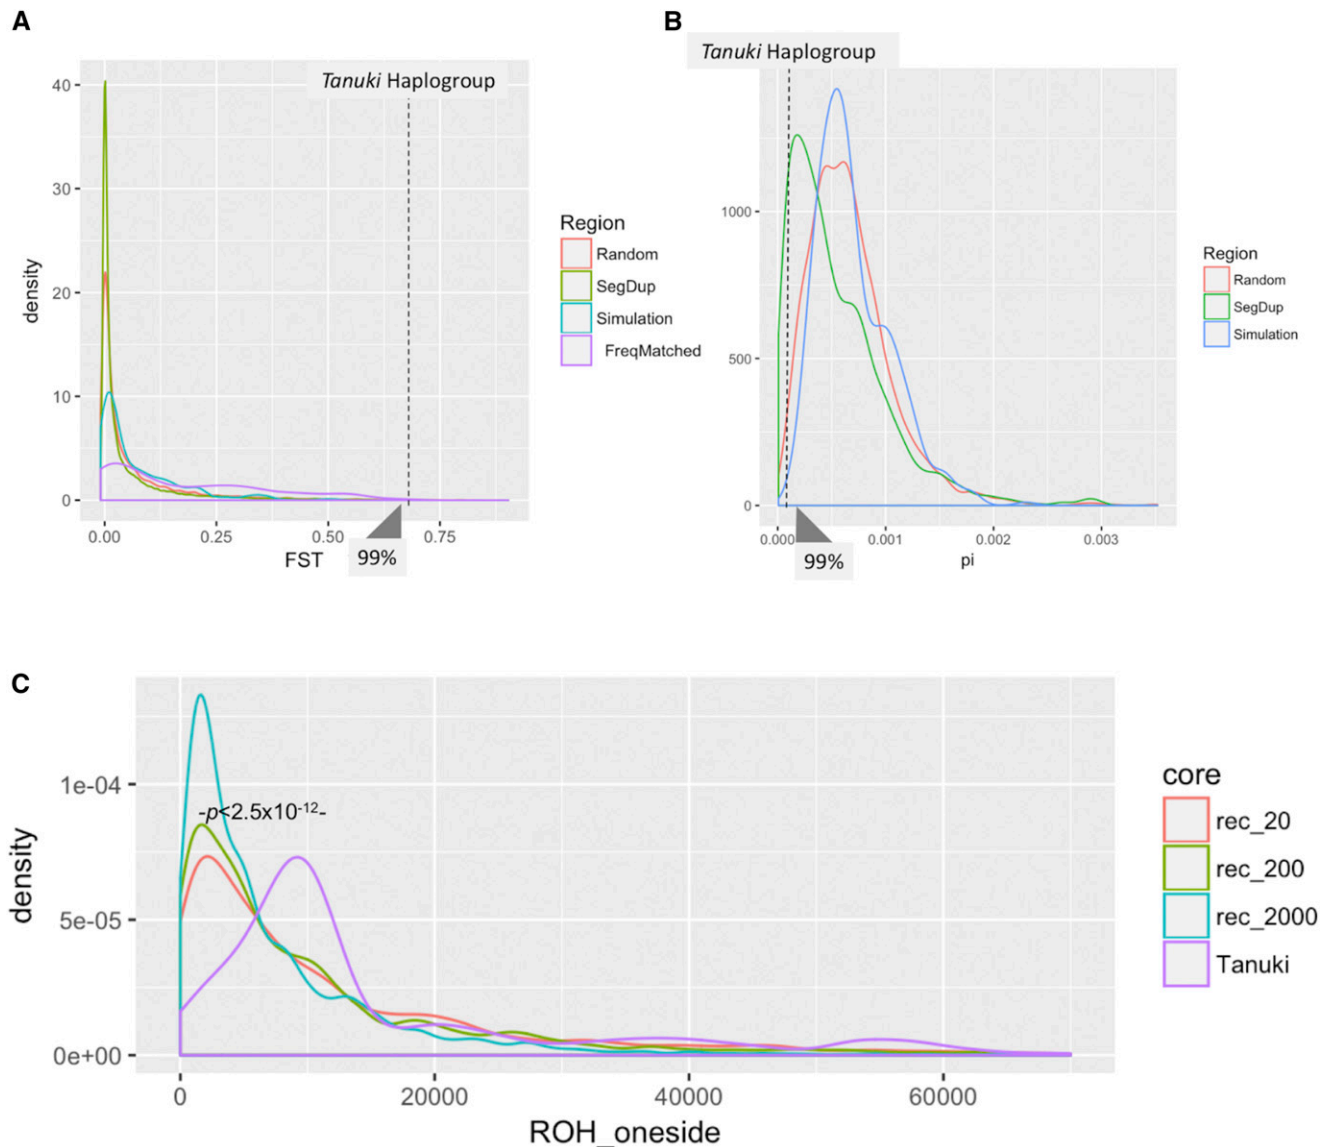 A
40
30
20
10
0
density
0.00
0.25
0.50
0.75
FST
99%
Tanuki Haplogroup
Region
Random
SegDup
Simulation
FreqMatched
B
Tanuki Haplogroup
1000
500
0
0.000
0.001
0.002
0.003
pi
99%
Region
Random
SegDup
Simulation
C
1e-04
5e-05
0e+00
density
-p<2.5x10⁻¹²-
0
20000
40000
60000
ROH_oneside
core
rec_20
rec_200
rec_2000
Tanuki